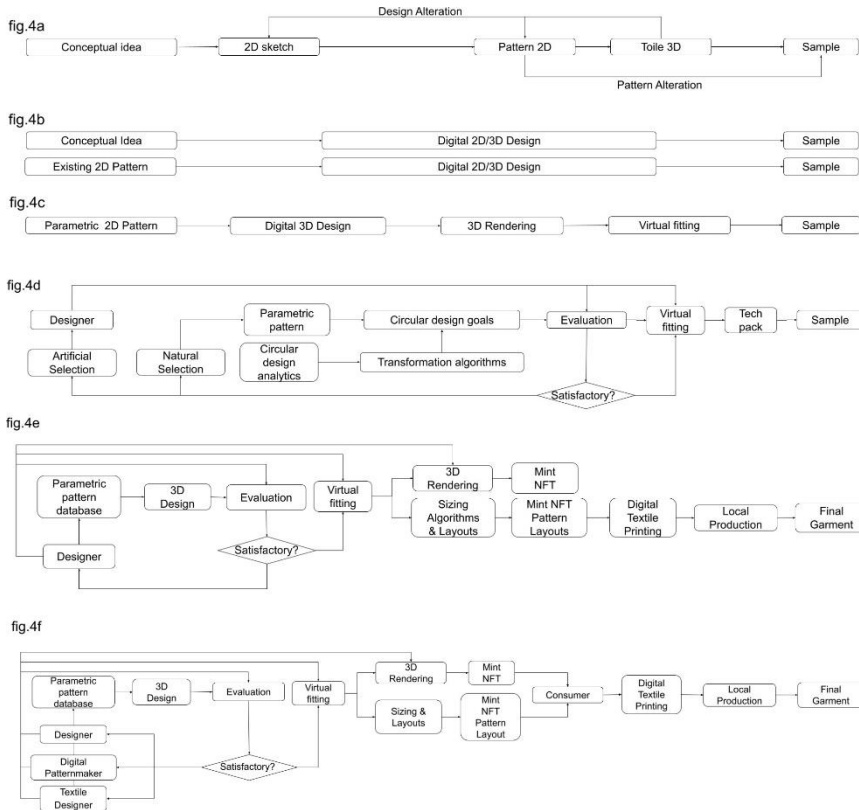 Design Alteration
fig.4a
Conceptual idea
2D sketch
Pattern 2D
Toile 3D
Sample
Pattern Alteration
fig.4b
Conceptual Idea
Digital 2D/3D Design
Sample
Existing 2D Pattern
Digital 2D/3D Design
Sample
fig.4c
Parametric 2D Pattern
Digital 3D Design
3D Rendering
Virtual fitting
Sample
fig.4d
Designer
Parametric
pattern
Circular design goals
Evaluation
Virtual
fitting
Tech
pack
Sample
Artificial
Selection
Natural
Selection
Circular
design
analytics
Transformation algorithms
Satisfactory?
fig.4e
Parametric
pattern
database
3D
Design
Evaluation
Virtual
fitting
3D
Rendering
Mint
NFT
Sizing
Algorithms
& Layouts
Mint NFT
Pattern
Layouts
Digital
Textile
Printing
Local
Production
Final
Garment
Designer
Satisfactory?
fig.4f
Parametric
pattern
database
3D
Design
Evaluation
Virtual
fitting
3D
Rendering
Mint
NFT
Sizing &
Layouts
Mint
NFT
Pattern
Layout
Consumer
Digital
Textile
Printing
Local
Production
Final
Garment
Designer
Digital
Patternmaker
Textile
Designer
Satisfactory?